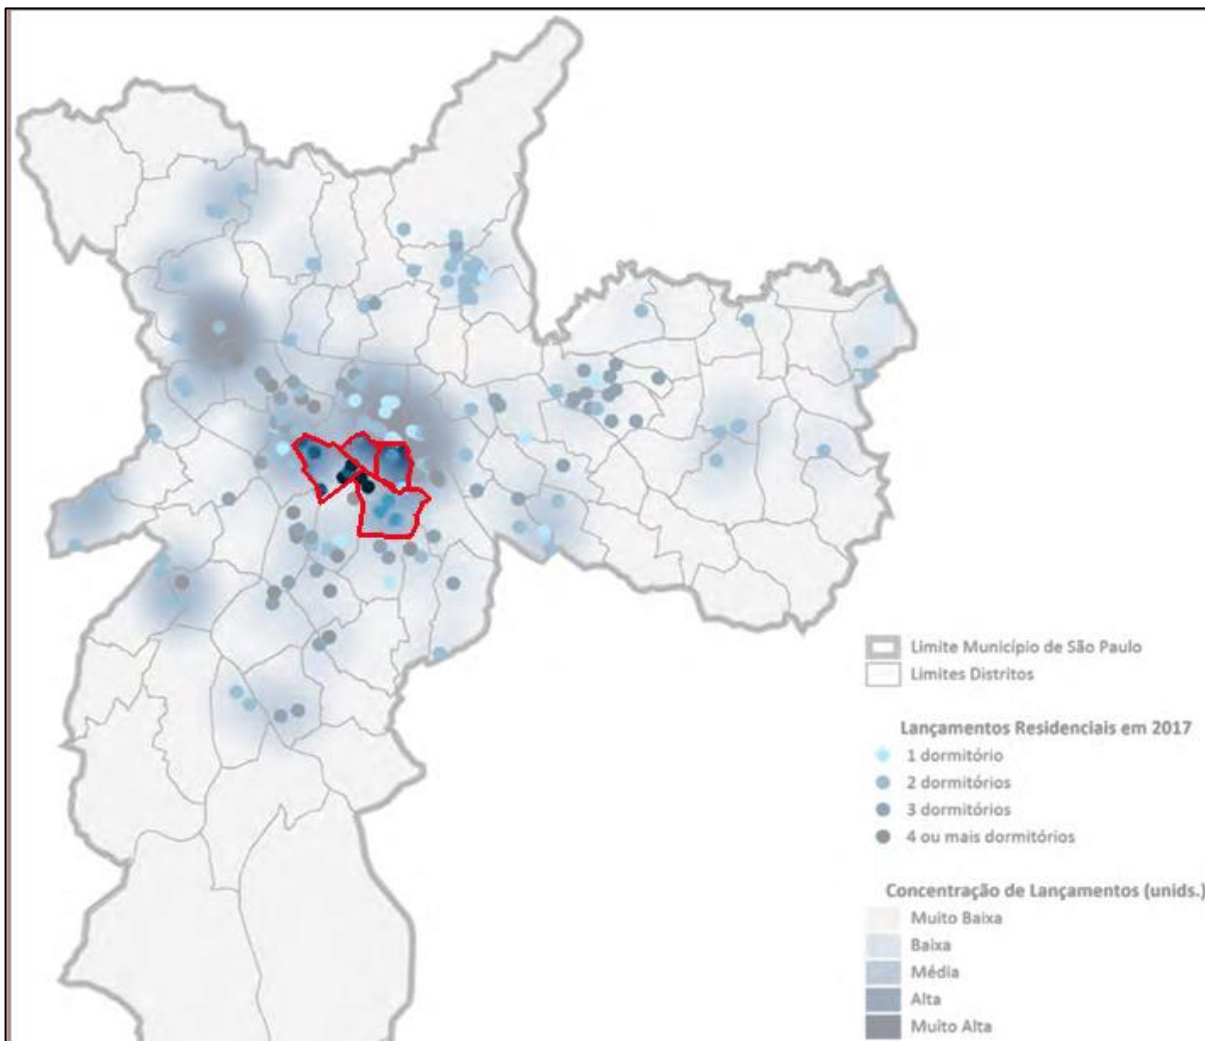 Limite Município de São Paulo
Limites Distritos
Lançamentos Residenciais em 2017
1 dormitório
2 dormitórios
3 dormitórios
4 ou mais dormitórios
Concentração de Lançamentos (unids.)
Muito Baixa
Baixa
Média
Alta
Muito Alta